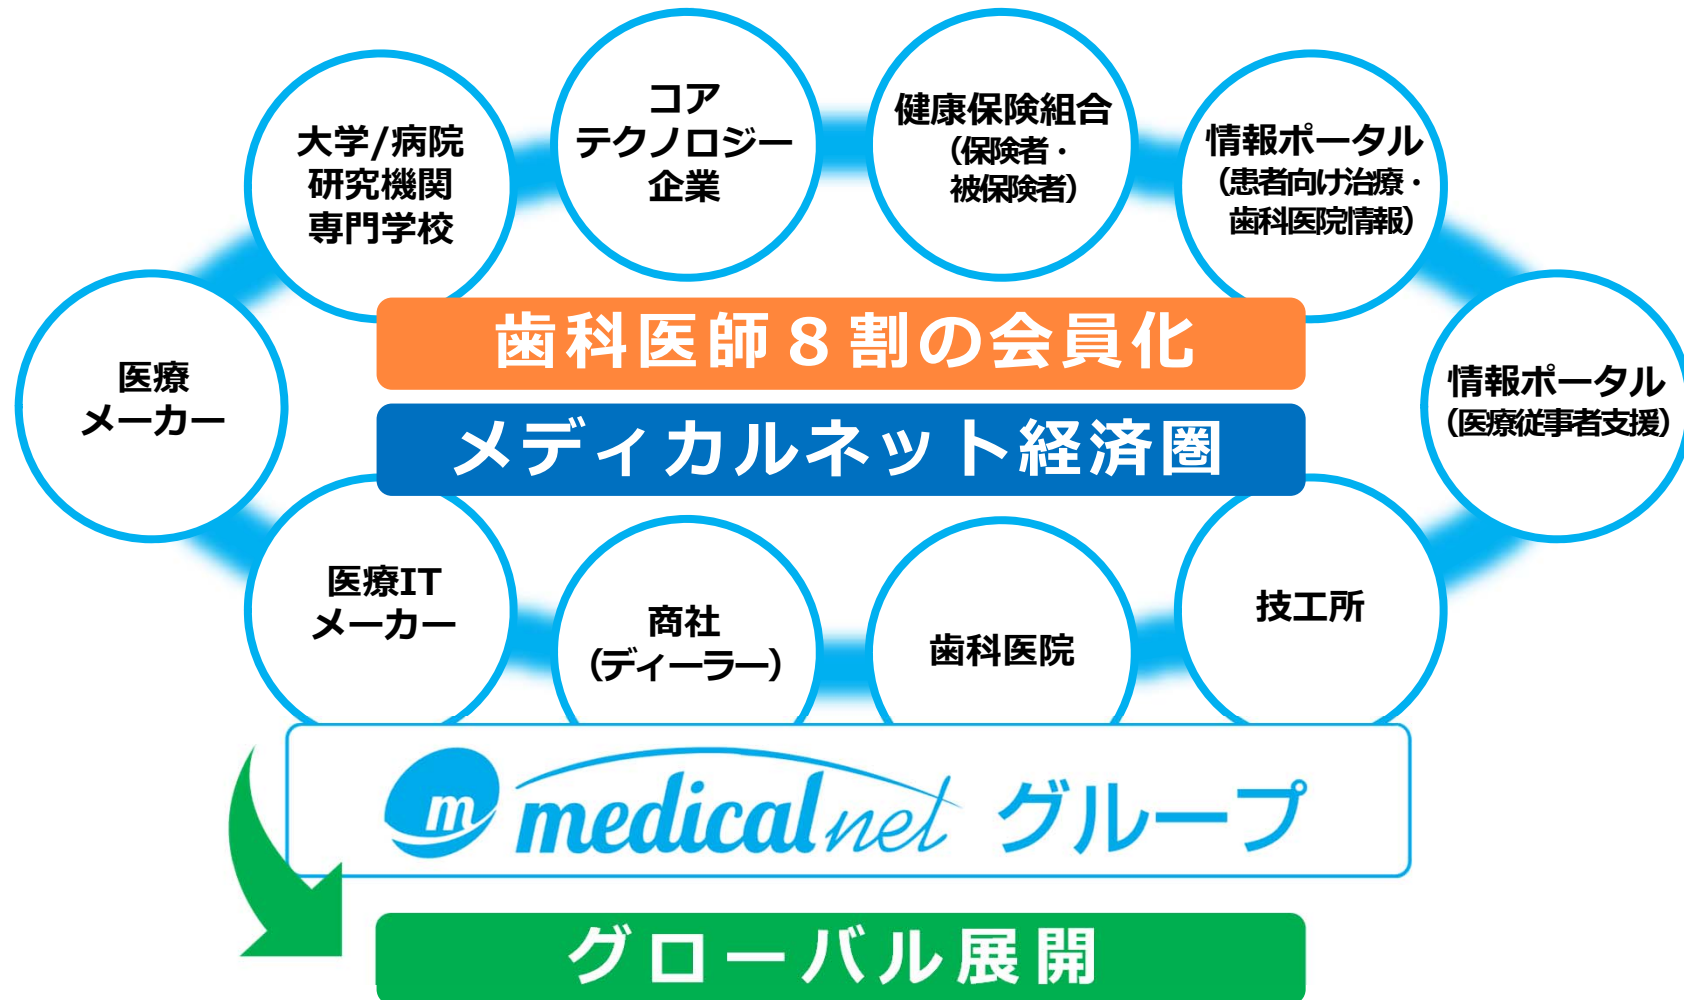 コア
テクノロジー
企業
健康保険組合
（保険者・
被保険者）
大学/病院
研究機関
専門学校
情報ポータル
（患者向け治療・
歯科医院情報）
歯科医師８割の会員化
医療
メーカー
情報ポータル
（医療従事者支援）
メディカルネット経済圏
医療IT
メーカー
商社
（ディーラー）
歯科医院
技工所
m medicalnet グループ
グローバル展開